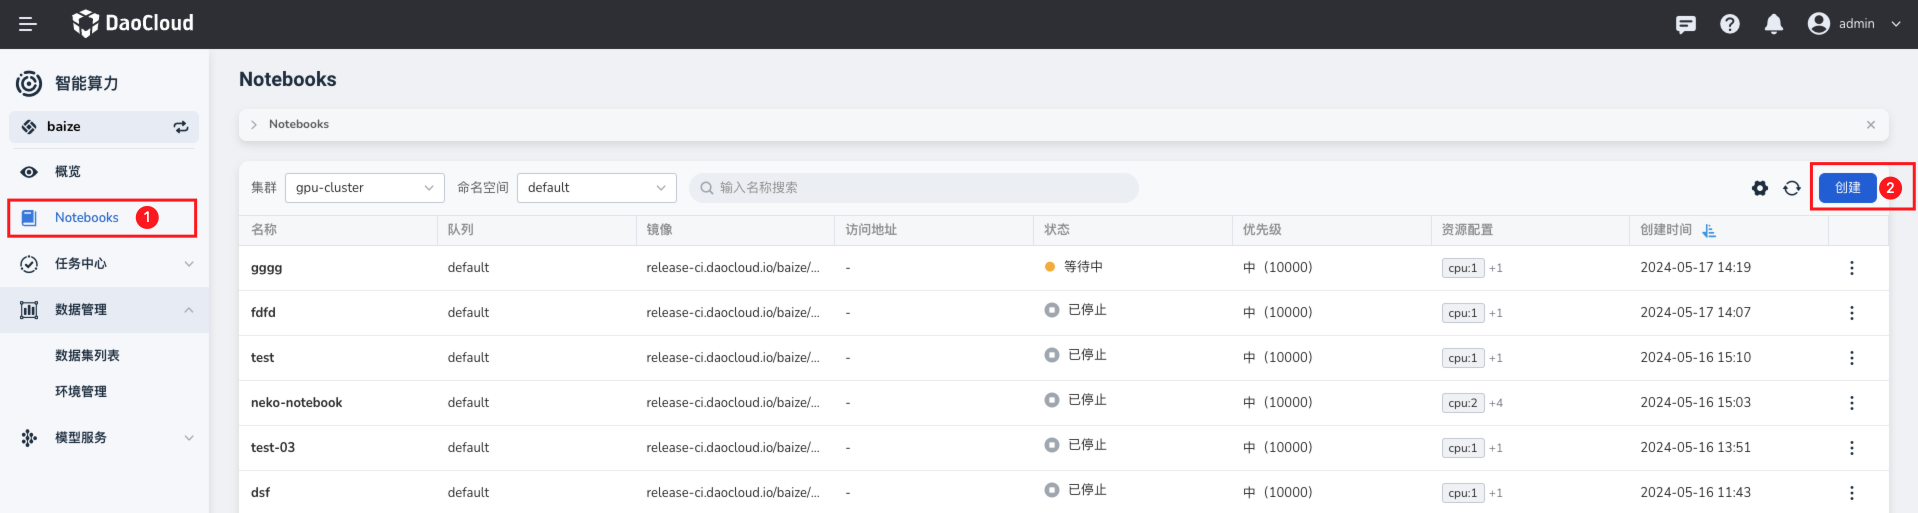 DaoCloud
admin
智能算力
baize
概览
Notebooks 1
任务中心
数据管理
数据集列表
环境管理
模型服务
Notebooks
Notebooks
集群 gpu-cluster 命名空间 default 输入名称搜索 创建 2
名称 队列 镜像 访问地址 状态 优先级 资源配置 创建时间
gggg default release-ci.daocloud.io/baize/... - 等待中 中（10000） cpu:1 +1 2024-05-17 14:19
fdfd default release-ci.daocloud.io/baize/... - 已停止 中（10000） cpu:1 +1 2024-05-17 14:07
test default release-ci.daocloud.io/baize/... - 已停止 中（10000） cpu:1 +1 2024-05-16 15:10
neko-notebook default release-ci.daocloud.io/baize/... - 已停止 中（10000） cpu:2 +4 2024-05-16 15:03
test-03 default release-ci.daocloud.io/baize/... - 已停止 中（10000） cpu:1 +1 2024-05-16 13:51
dsf default release-ci.daocloud.io/baize/... - 已停止 中（10000） cpu:1 +1 2024-05-16 11:43